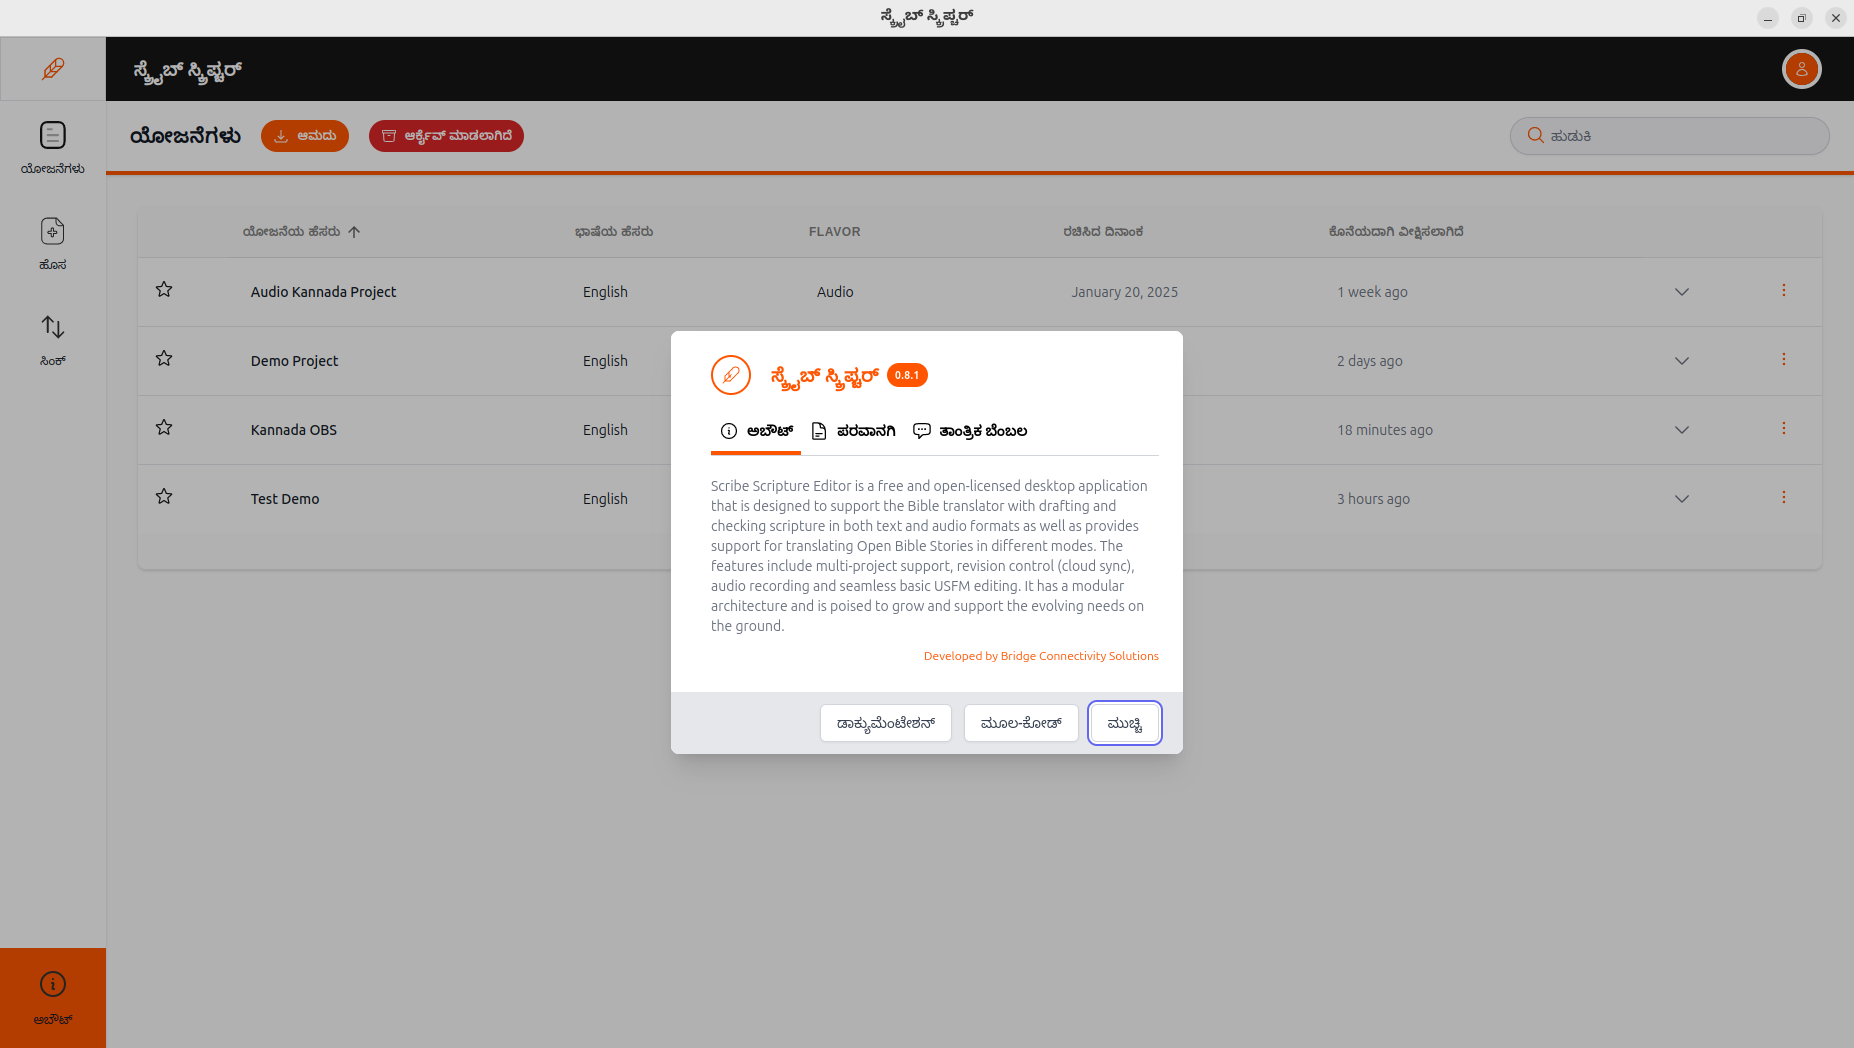 ಸ್ಕ್ರೈಬ್ ಸ್ಕ್ರಿಪ್ಚರ್
ಸ್ಕ್ರೈಬ್ ಸ್ಕ್ರಿಪ್ಚರ್
ಯೋಜನೆಗಳು
ಹೊಸ
ಸಿಂಕ್
ಅಬೌಟ್
ಯೋಜನೆಗಳು ಆಮದು ಆರ್ಕೈವ್ ಮಾಡಲಾಗಿದೆ ಹುಡುಕಿ
ಯೋಜನೆಯ ಹೆಸರು ಭಾಷೆಯ ಹೆಸರು FLAVOR ರಚಿಸಿದ ದಿನಾಂಕ ಕೊನೆಯದಾಗಿ ವೀಕ್ಷಿಸಲಾಗಿದೆ
Audio Kannada Project English Audio January 20, 2025 1 week ago
Demo Project English 2 days ago
Kannada OBS English 18 minutes ago
Test Demo English 3 hours ago
ಸ್ಕ್ರೈಬ್ ಸ್ಕ್ರಿಪ್ಚರ್ 0.8.1
ಅಬೌಟ್ ಪರವಾನಗಿ ತಾಂತ್ರಿಕ ಬೆಂಬಲ
Scribe Scripture Editor is a free and open-licensed desktop application
that is designed to support the Bible translator with drafting and
checking scripture in both text and audio formats as well as provides
support for translating Open Bible Stories in different modes. The
features include multi-project support, revision control (cloud sync),
audio recording and seamless basic USFM editing. It has a modular
architecture and is poised to grow and support the evolving needs on
the ground.
Developed by Bridge Connectivity Solutions
ಡಾಕ್ಯುಮೆಂಟೇಶನ್ ಮೂಲ-ಕೋಡ್ ಮುಚ್ಚಿ